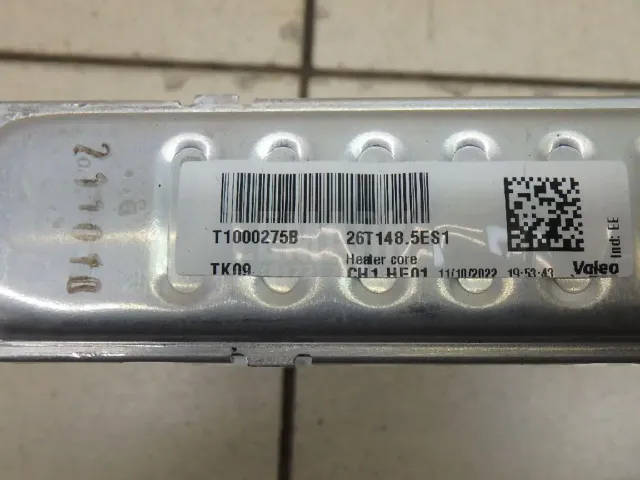 T1000275B 26T148.5ES1
Heater core
TK09 CH1 HE01 11/10/2022 19:53:43 Valeo
Ind: EE